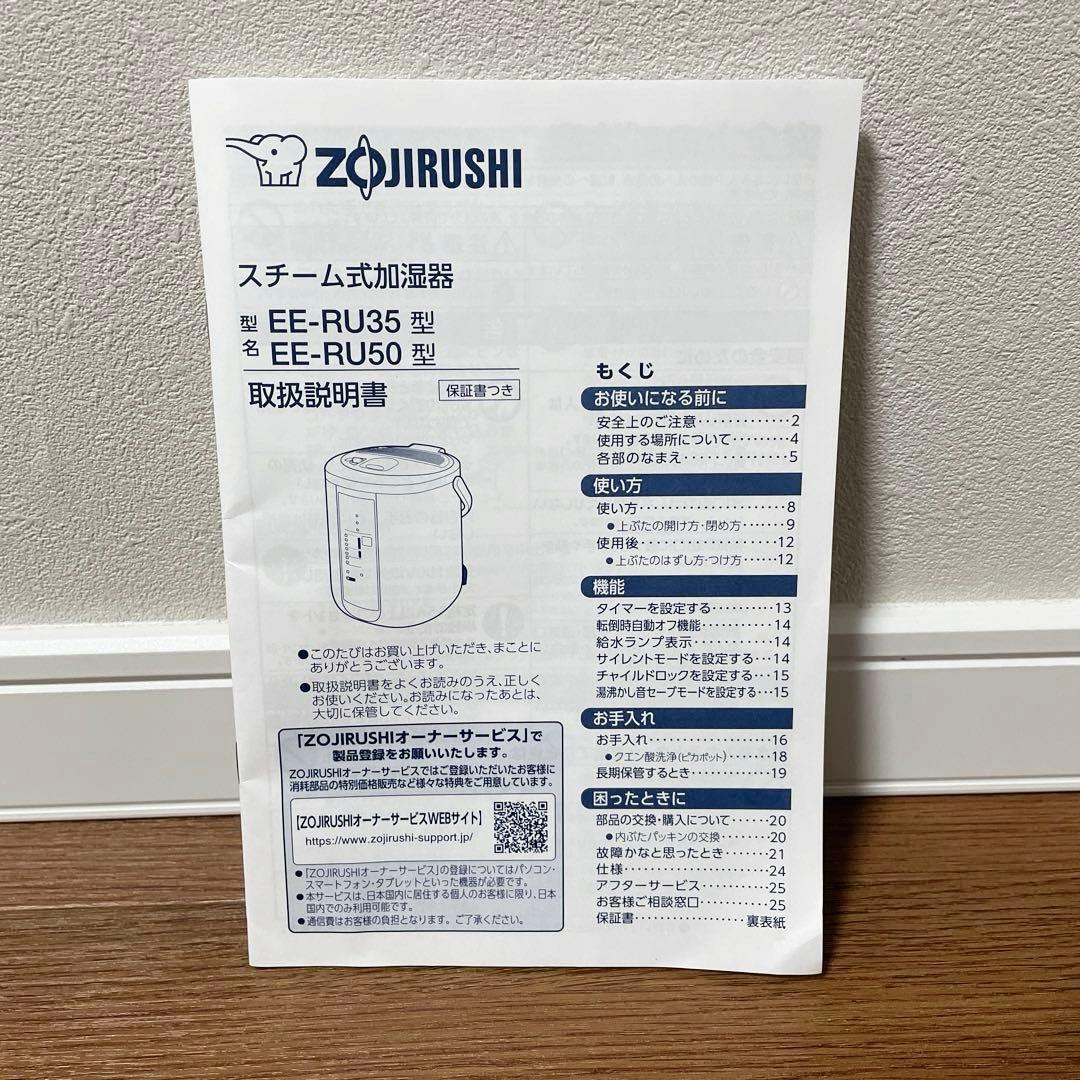 ZOJIRUSHI
スチーム式加湿器
型名
EE-RU35 型
EE-RU50 型
取扱説明書
保証書つき
●このたびはお買い上げいただき、まことに
ありがとうございます。
●取扱説明書をよくお読みのうえ、正しく
お使いください。お読みになったあとは、
大切に保管してください。
「ZOJIRUSHIオーナーサービス」で
製品登録をお願いいたします。
ZOJIRUSHIオーナーサービスではご登録いただいたお客様に
消耗部品の特別価格販売など様々な特典をご用意しています。
【ZOJIRUSHIオーナーサービスWEBサイト】
https://www.zojirushi-support.jp/
●「ZOJIRUSHIオーナーサービス」の登録についてはパソコン・
スマートフォン・タブレットといった機器が必要です。
●本サービスは、日本国内に居住する個人のお客様に限り、日本
国内でのみ利用可能です。
●通信費はお客様の負担となります。ご了承ください。
もくじ
お使いになる前に
安全上のご注意・・・・・・・・・・・・・2
使用する場所について・・・・・・・・4
各部のなまえ・・・・・・・・・・・・・・5
使い方
使い方・・・・・・・・・・・・・・・・・・8
●上ぶたの開け方・閉め方・・・・・・9
使用後・・・・・・・・・・・・・・・・・12
●上ぶたのはずし方・つけ方・・・・・12
機能
タイマーを設定する・・・・・・・・・・13
転倒時自動オフ機能・・・・・・・・・・14
給水ランプ表示・・・・・・・・・・・・14
サイレントモードを設定する・・・14
チャイルドロックを設定する・・・15
湯沸かし音セーブモードを設定する・・・15
お手入れ
お手入れ・・・・・・・・・・・・・・・・16
●クエン酸洗浄(ピカポット)・・・・・・18
長期保管するとき・・・・・・・・・・・19
困ったときに
部品の交換・購入について・・・・・20
●内ぶたパッキンの交換・・・・・・・・20
故障かなと思ったとき・・・・・・・21
仕様・・・・・・・・・・・・・・・・・・・24
アフターサービス・・・・・・・・・・・25
お客様ご相談窓口・・・・・・・・・・・25
保証書・・・・・・・・・・・・・・・裏表紙